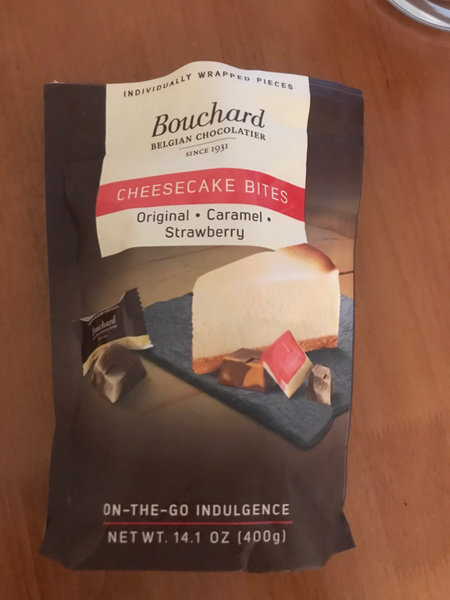 INDIVIDUALLY WRAPPED PIECES
Bouchard
BELGIAN CHOCOLATIER
SINCE 1931
CHEESECAKE BITES
Original • Caramel •
Strawberry
Bouchard
ON-THE-GO INDULGENCE
NET WT. 14.1 OZ (400g)